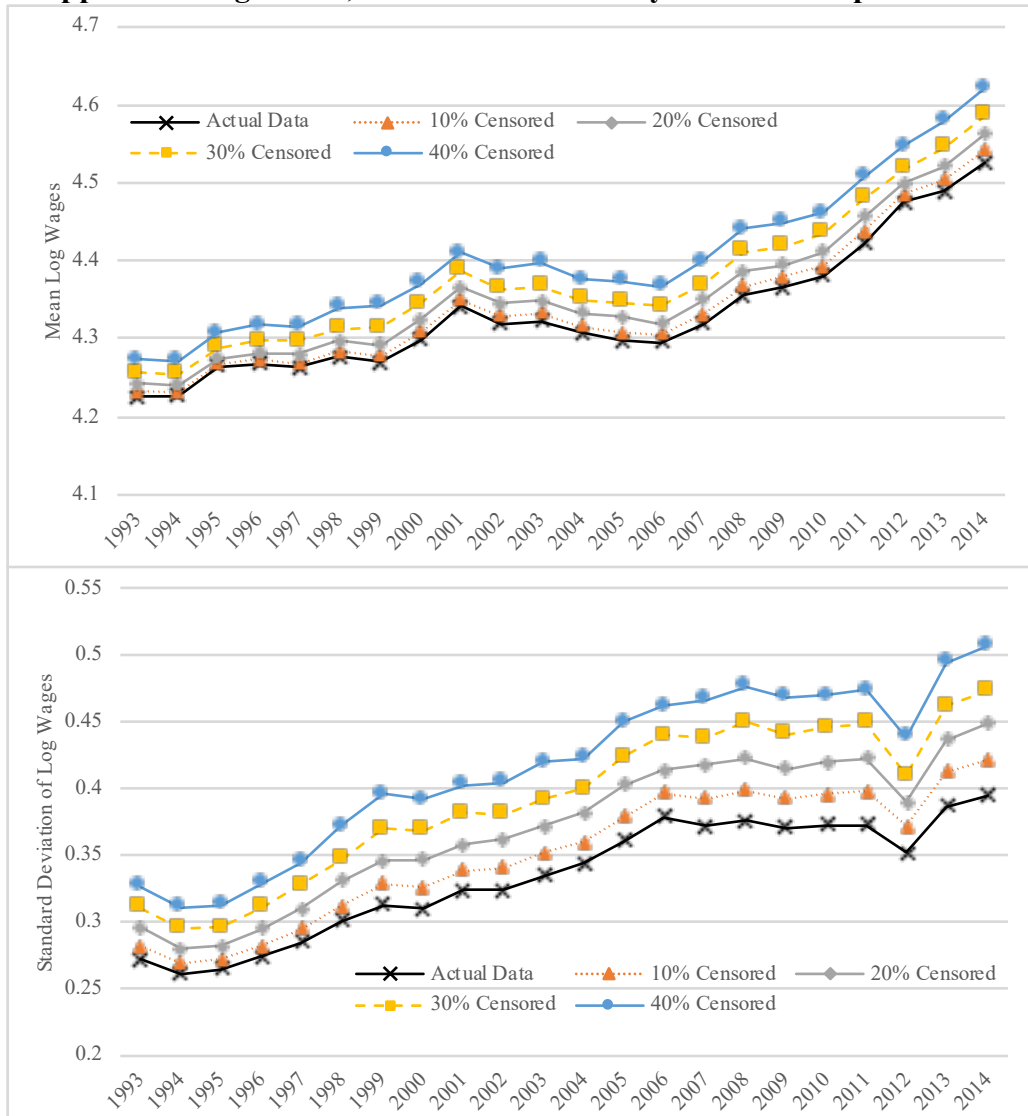 4.7
4.6
4.5
4.4
4.3
4.2
4.1
Mean Log Wages
Actual Data 10% Censored 20% Censored
30% Censored 40% Censored
1993 1994 1995 1996 1997 1998 1999 2000 2001 2002 2003 2004 2005 2006 2007 2008 2009 2010 2011 2012 2013 2014
0.55
0.5
0.45
0.4
0.35
0.3
0.25
0.2
Standard Deviation of Log Wages
Actual Data 10% Censored 20% Censored
30% Censored 40% Censored
1993 1994 1995 1996 1997 1998 1999 2000 2001 2002 2003 2004 2005 2006 2007 2008 2009 2010 2011 2012 2013 2014